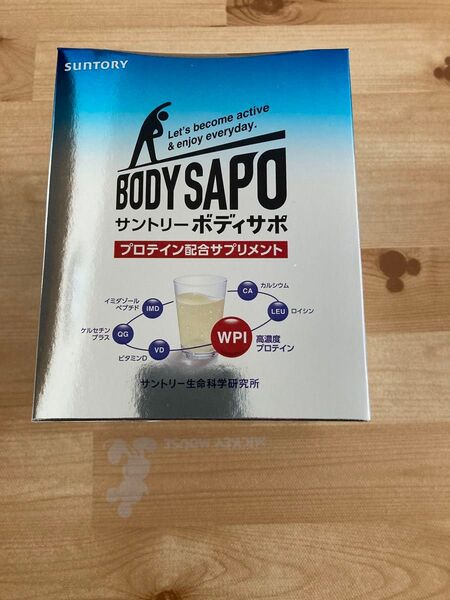 SUNTORY
Let's become active
& enjoy everyday.
BODY SAPO
サントリー ボディサポ
プロテイン配合サプリメント
CA
カルシウム
イミダゾール
ペプチド
IMD
LEU
ロイシン
ケルセチン
プラス
QG
VD
ビタミンD
WPI
高濃度
プロテイン
サントリー生命科学研究所
MICKEY MOUSE